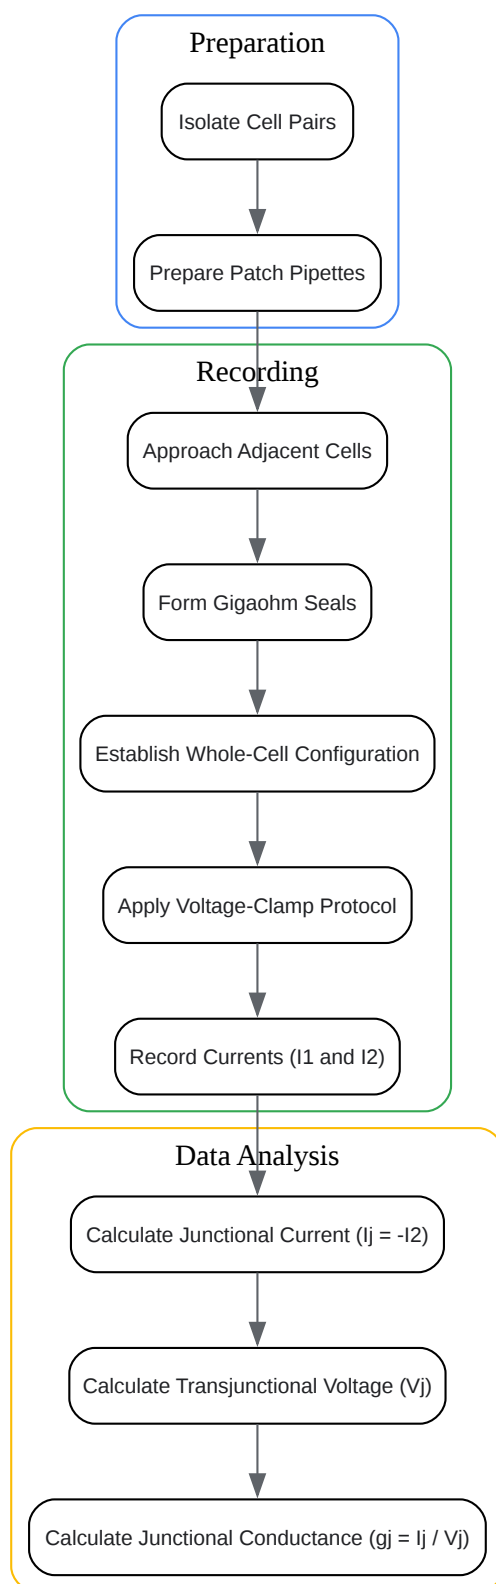 Preparation
Isolate Cell Pairs
Prepare Patch Pipettes
Recording
Approach Adjacent Cells
Form Gigaohm Seals
Establish Whole-Cell Configuration
Apply Voltage-Clamp Protocol
Record Currents (I1 and I2)
Data Analysis
Calculate Junctional Current (Ij = -I2)
Calculate Transjunctional Voltage (Vj)
Calculate Junctional Conductance (gj = Ij / Vj)